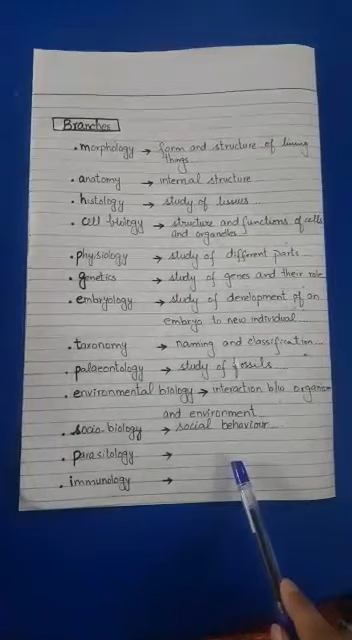 Branches
• morphology → form and structure of living
things
• anatomy → internal structure
• histology → study of tissues
• cell biology → structure and functions of cells
and organelles
• physiology → study of different parts
• genetics → study of genes and their role
• embryology → study of development of an
embryo to new individual
• taxonomy → naming and classification
• palaeontology → study of fossils
• environmental biology → interaction b/w organism
and environment
• socio-biology → social behaviour
• parasitology →
• immunology →